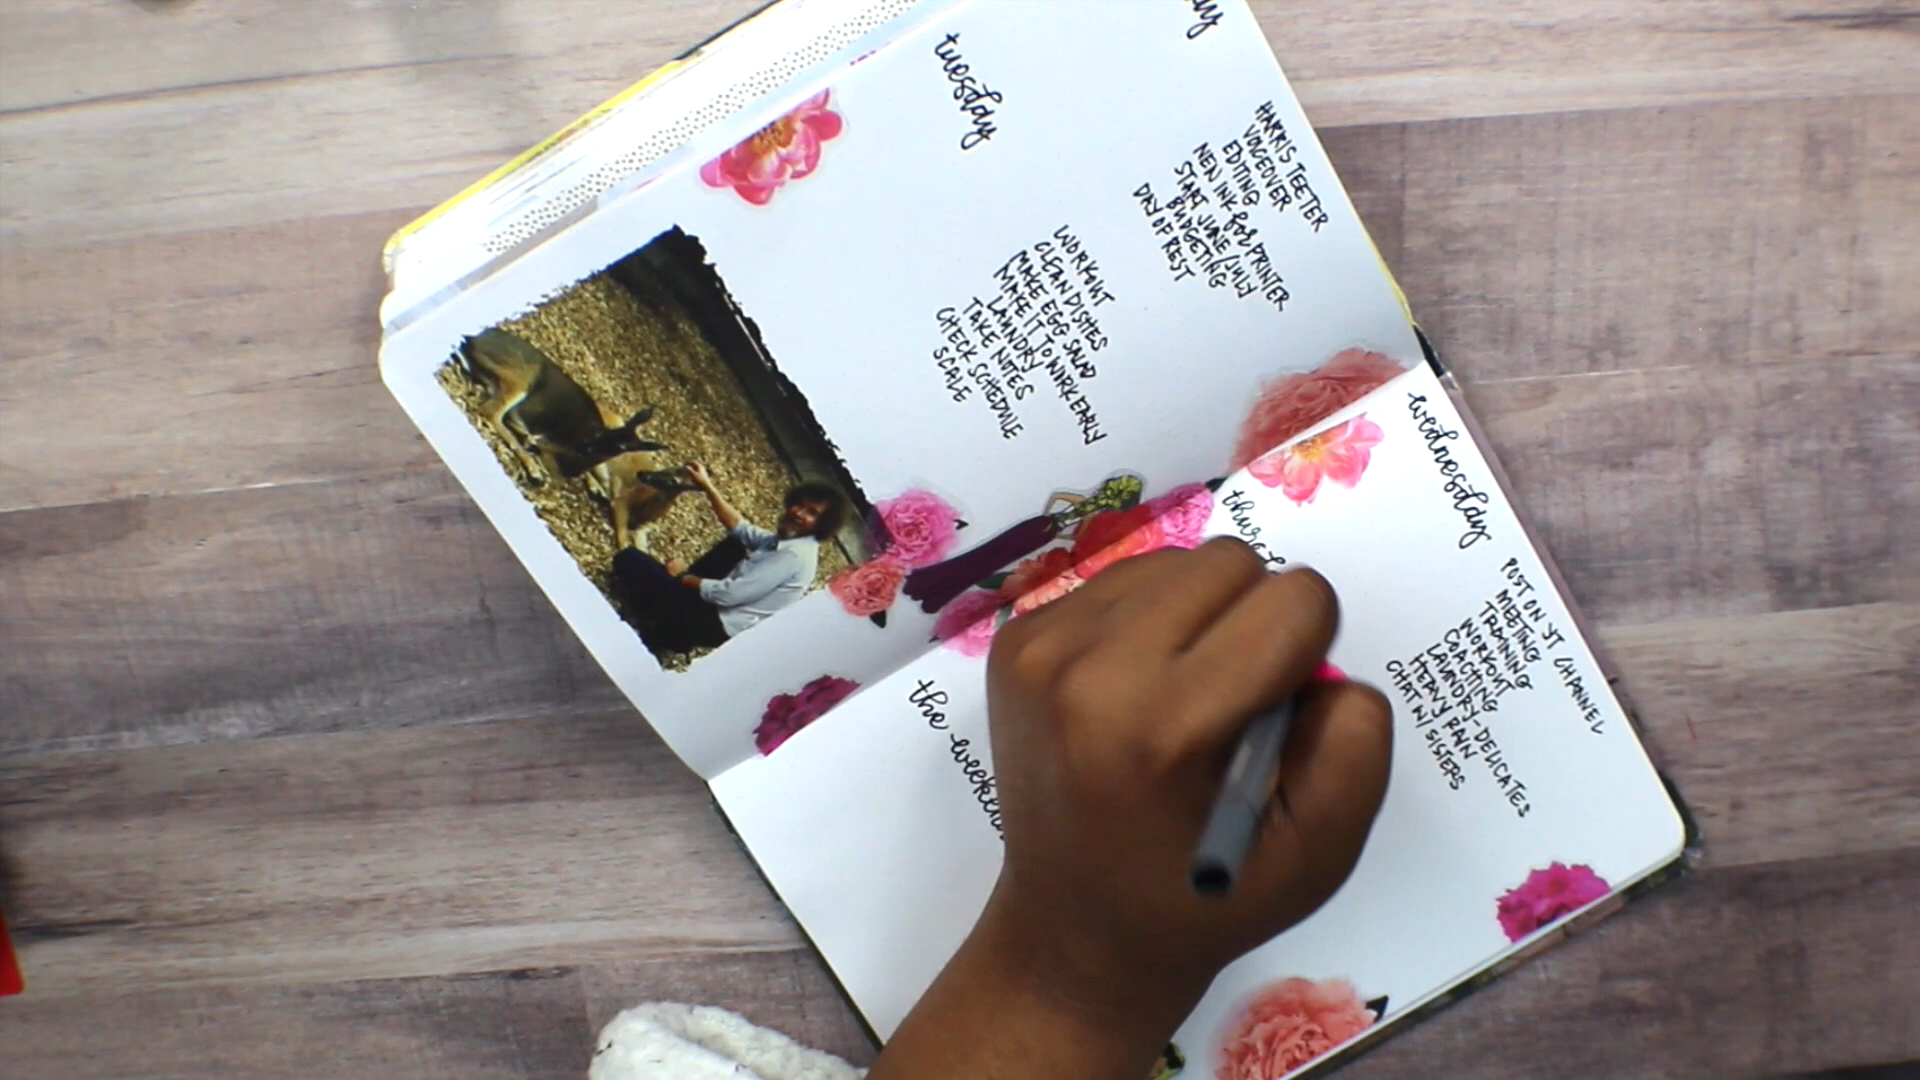 HARRIS TEETER
VOICEOVER
EDITING
NEW INK for PRINTER
START JUNE/JULY
BUDGETING
DAY OF REST
tuesday
WORKOUT
CLEAN DISHES
MAKE EGG SALAD
MAKE IT TO WORK EARLY
LAUNDRY
TAKE NOTES
CHECK SCHEDULE
SCALE
wednesday
POST ON YT CHANNEL
MEETING
TRAINING
WORKOUT
COACHING
LAUNDRY-DELICATES
HEAVY RAIN
CHAT W/ SISTERS
the